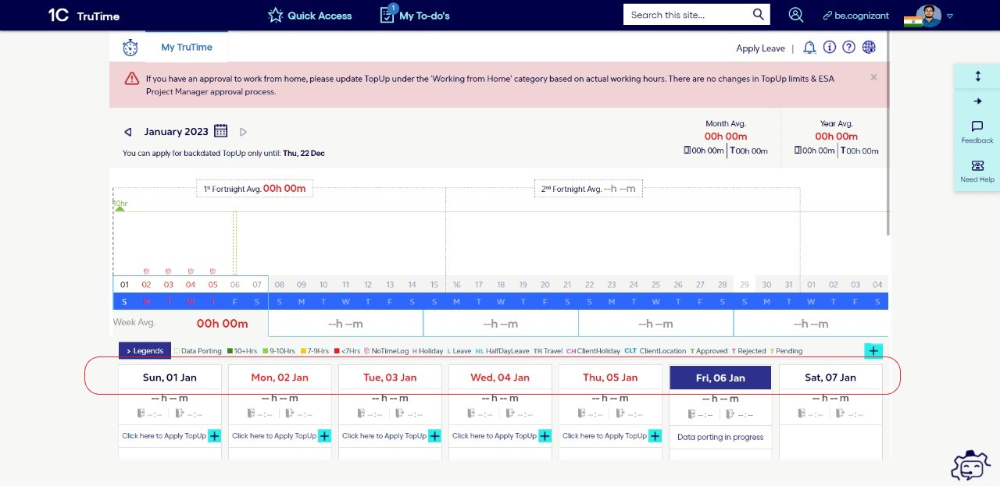 1C TruTime
Quick Access
1
My To-do's
Search this site...
be.cognizant
My TruTime
Apply Leave |
If you have an approval to work from home, please update TopUp under the 'Working from Home' category based on actual working hours. There are no changes in TopUp limits & ESA
Project Manager approval process.
January 2023
You can apply for backdated TopUp only until: Thu, 22 Dec
Month Avg.
00h 00m
00h 00m T 00h 00m
Year Avg.
00h 00m
00h 00m T 00h 00m
Feedback
Need Help
1st Fortnight Avg. 00h 00m
2nd Fortnight Avg. --h --m
10hr
01 02 03 04 05 06 07 08 09 10 11 12 13 14 15 16 17 18 19 20 21 22 23 24 25 26 27 28 29 30 31 01 02 03 04
S M T W T F S S M T W T F S S M T W T F S S M T W T F S S M T W T F S
Week Avg. 00h 00m --h --m --h --m --h --m --h --m
> Legends Data Porting 10+Hrs 9-10Hrs 7-9Hrs <7Hrs NoTimeLog H Holiday L Leave HL HalfDayLeave TR Travel CH ClientHoliday CLT ClientLocation T Approved T Rejected T Pending +
Sun, 01 Jan Mon, 02 Jan Tue, 03 Jan Wed, 04 Jan Thu, 05 Jan Fri, 06 Jan Sat, 07 Jan
-- h -- m -- h -- m -- h -- m -- h -- m -- h -- m -- h -- m -- h -- m
--:-- --:-- --:-- --:-- --:-- --:-- --:-- --:-- --:-- --:-- --:-- --:-- --:-- --:--
Click here to Apply TopUp + Click here to Apply TopUp + Click here to Apply TopUp + Click here to Apply TopUp + Click here to Apply TopUp + Data porting in progress